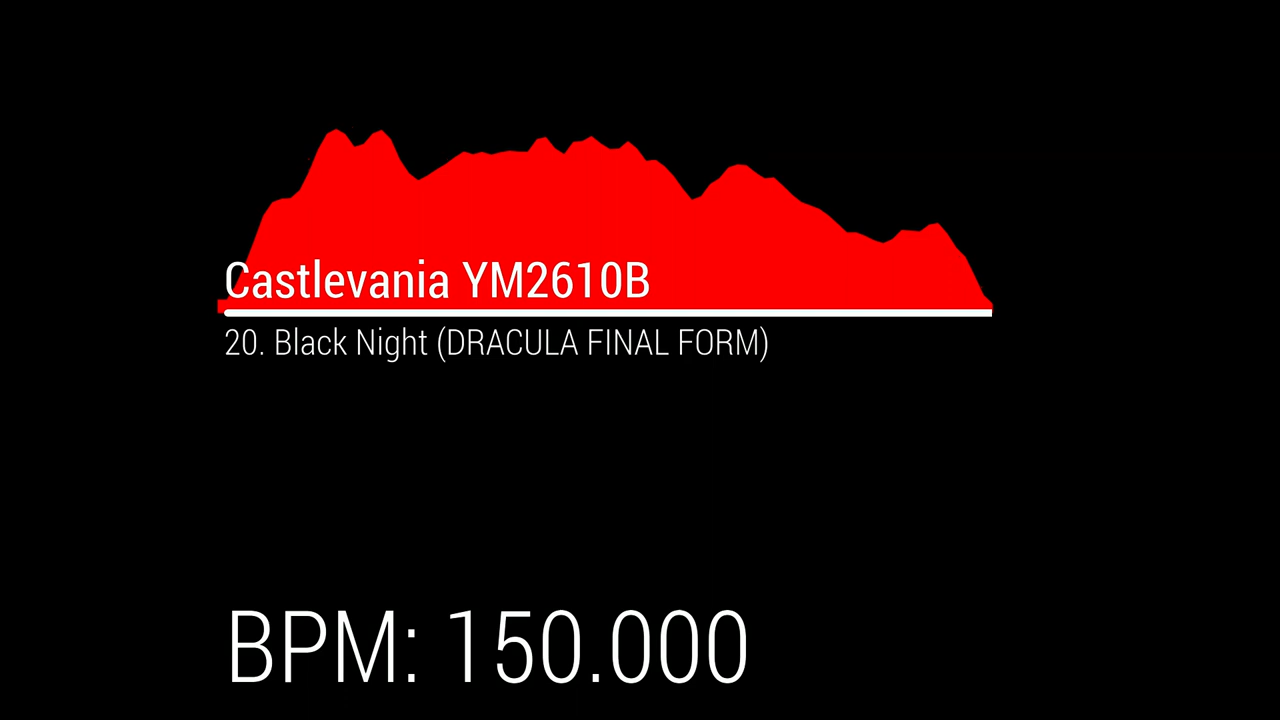 Castlevania YM2610B
20. Black Night (DRACULA FINAL FORM)
BPM: 150.000